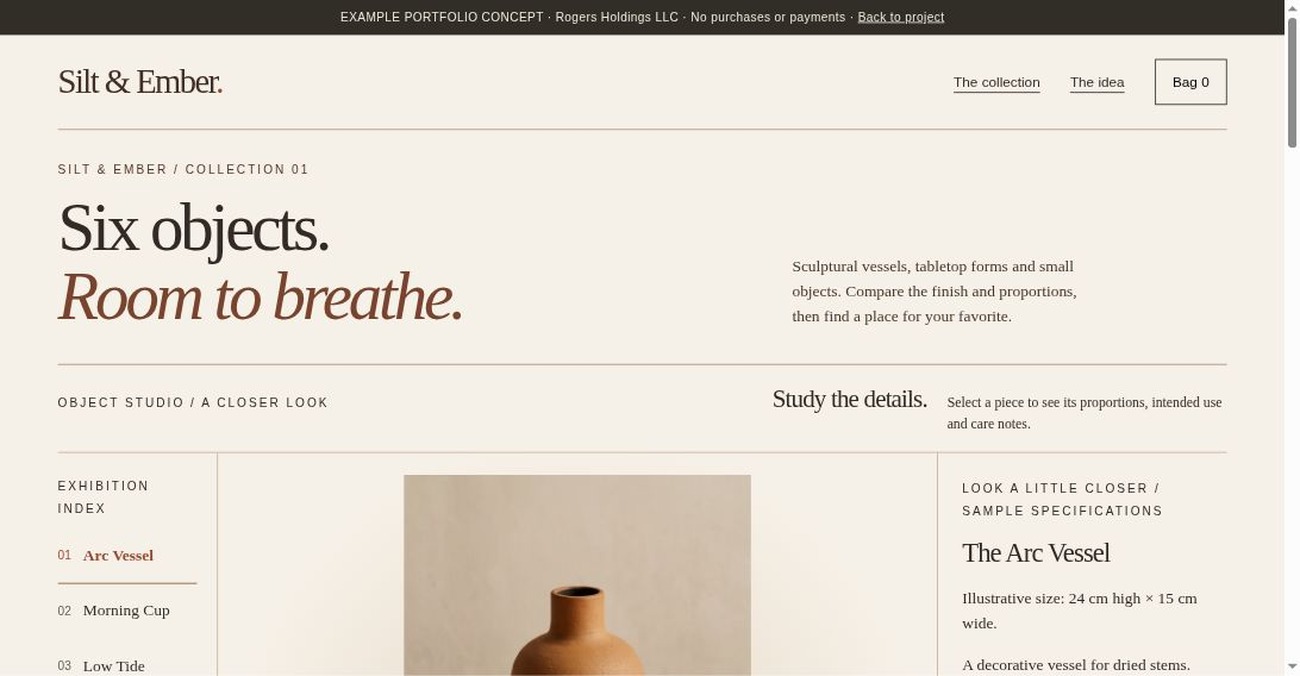 EXAMPLE PORTFOLIO CONCEPT · Rogers Holdings LLC · No purchases or payments · Back to project
Silt & Ember.
The collection
The idea
Bag 0
SILT & EMBER / COLLECTION 01
Six objects.
Room to breathe.
Sculptural vessels, tabletop forms and small
objects. Compare the finish and proportions,
then find a place for your favorite.
OBJECT STUDIO / A CLOSER LOOK
Study the details.
Select a piece to see its proportions, intended use
and care notes.
EXHIBITION
INDEX
01 Arc Vessel
02 Morning Cup
03 Low Tide
LOOK A LITTLE CLOSER /
SAMPLE SPECIFICATIONS
The Arc Vessel
Illustrative size: 24 cm high × 15 cm
wide.
A decorative vessel for dried stems.